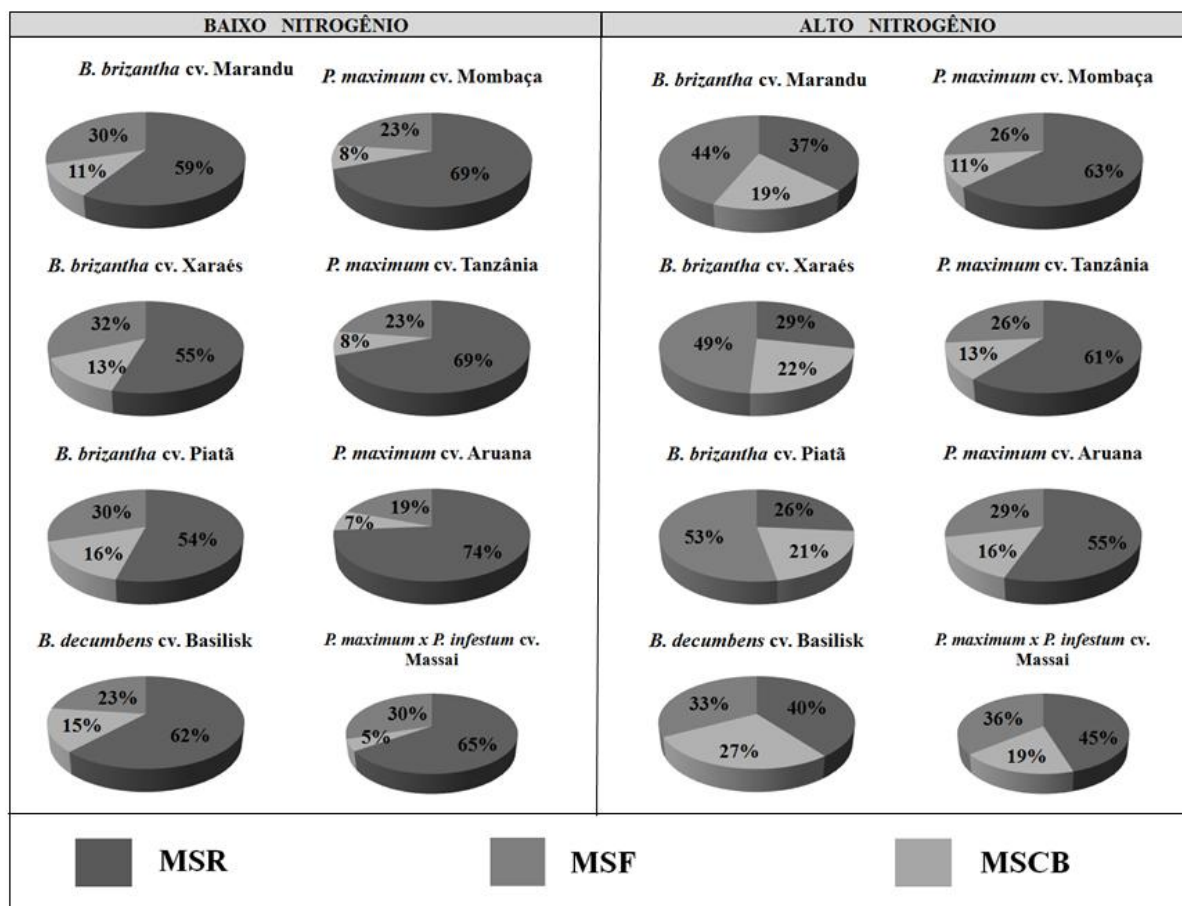 BAIXO NITROGÊNIO
B. brizantha cv. Marandu
30%
11%
59%
P. maximum cv. Mombaça
23%
8%
69%
B. brizantha cv. Xaraés
32%
13%
55%
P. maximum cv. Tanzânia
23%
8%
69%
B. brizantha cv. Piatã
30%
16%
54%
P. maximum cv. Aruana
19%
7%
74%
B. decumbens cv. Basilisk
23%
15%
62%
P. maximum x P. infestum cv.
Massai
30%
5%
65%
ALTO NITROGÊNIO
B. brizantha cv. Marandu
44%
37%
19%
P. maximum cv. Mombaça
26%
11%
63%
B. brizantha cv. Xaraés
49%
29%
22%
P. maximum cv. Tanzânia
26%
13%
61%
B. brizantha cv. Piatã
53%
26%
21%
P. maximum cv. Aruana
29%
16%
55%
B. decumbens cv. Basilisk
33%
40%
27%
P. maximum x P. infestum cv.
Massai
36%
45%
19%
MSR
MSF
MSCB